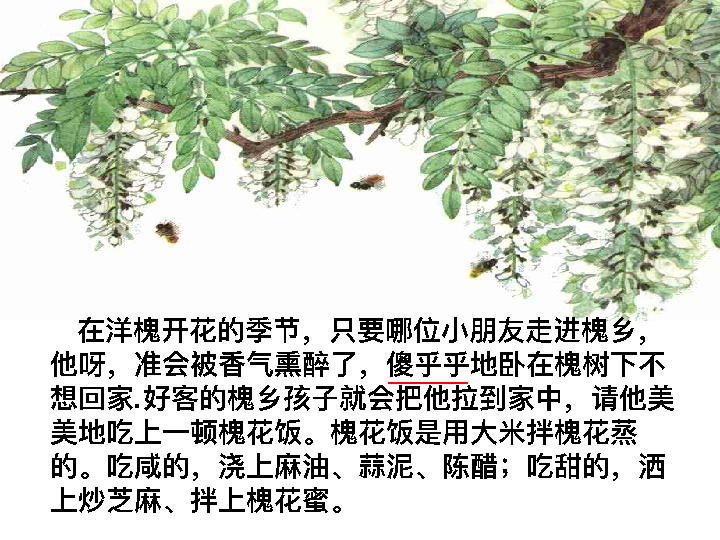 在洋槐开花的季节，只要哪位小朋友走进槐乡，
他呀，准会被香气熏醉了，傻乎乎地卧在槐树下不
想回家.好客的槐乡孩子就会把他拉到家中，请他美
美地吃上一顿槐花饭。槐花饭是用大米拌槐花蒸
的。吃咸的，浇上麻油、蒜泥、陈醋；吃甜的，洒
上炒芝麻、拌上槐花蜜。